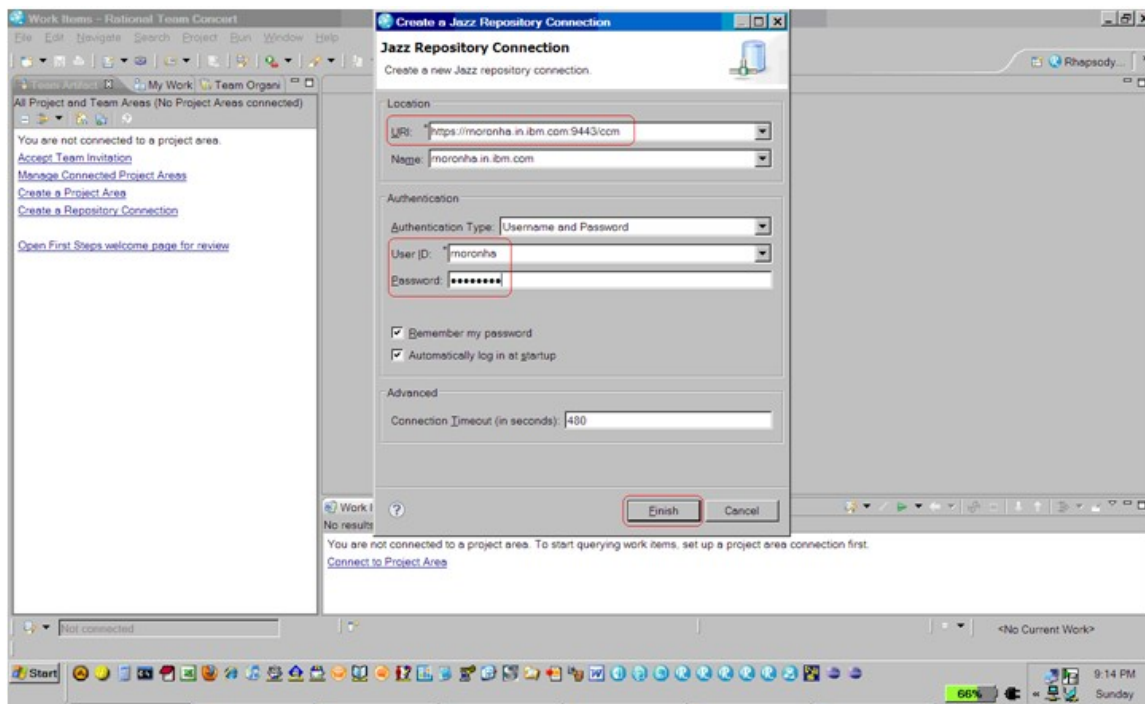 Work Items - Rational Team Concert
File Edit Navigate Search Project Run Window Help
Rhapsody...
Team Artifact My Work Team Organi
All Project and Team Areas (No Project Areas connected)
You are not connected to a project area.
Accept Team Invitation
Manage Connected Project Areas
Create a Project Area
Create a Repository Connection
Open First Steps welcome page for review
Create a Jazz Repository Connection
Jazz Repository Connection
Create a new Jazz repository connection.
Location
URI: *https://rnoronha.in.ibm.com:9443/ccm
Name: rnoronha.in.ibm.com
Authentication
Authentication Type: Username and Password
User ID: *rnoronha
Password: ●●●●●●●●
Remember my password
Automatically log in at startup
Advanced
Connection Timeout (in seconds): 480
? Finish Cancel
Work I
No results
You are not connected to a project area. To start querying work items, set up a project area connection first.
Connect to Project Area
Not connected
<No Current Work>
Start
66%
9:14 PM
Sunday